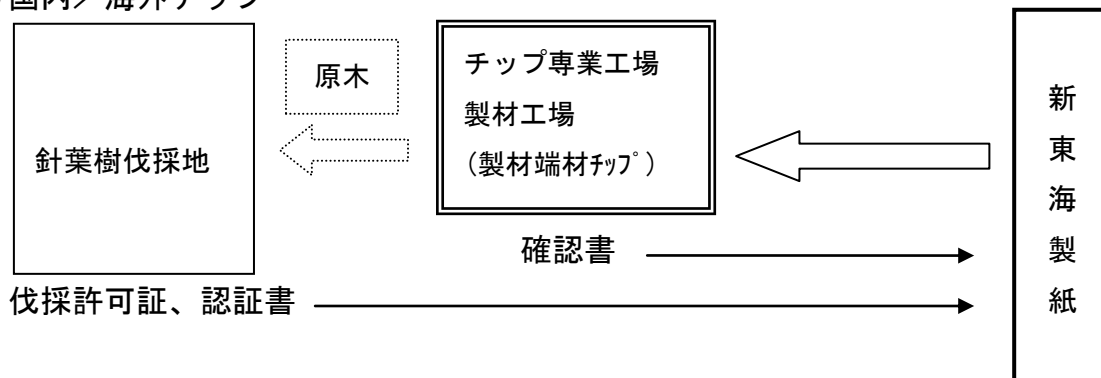 国内/海外チップ
針葉樹伐採地
原木
チップ専業工場
製材工場
(製材端材ﾁｯﾌﾟ)
新東海製紙
確認書
伐採許可証、認証書